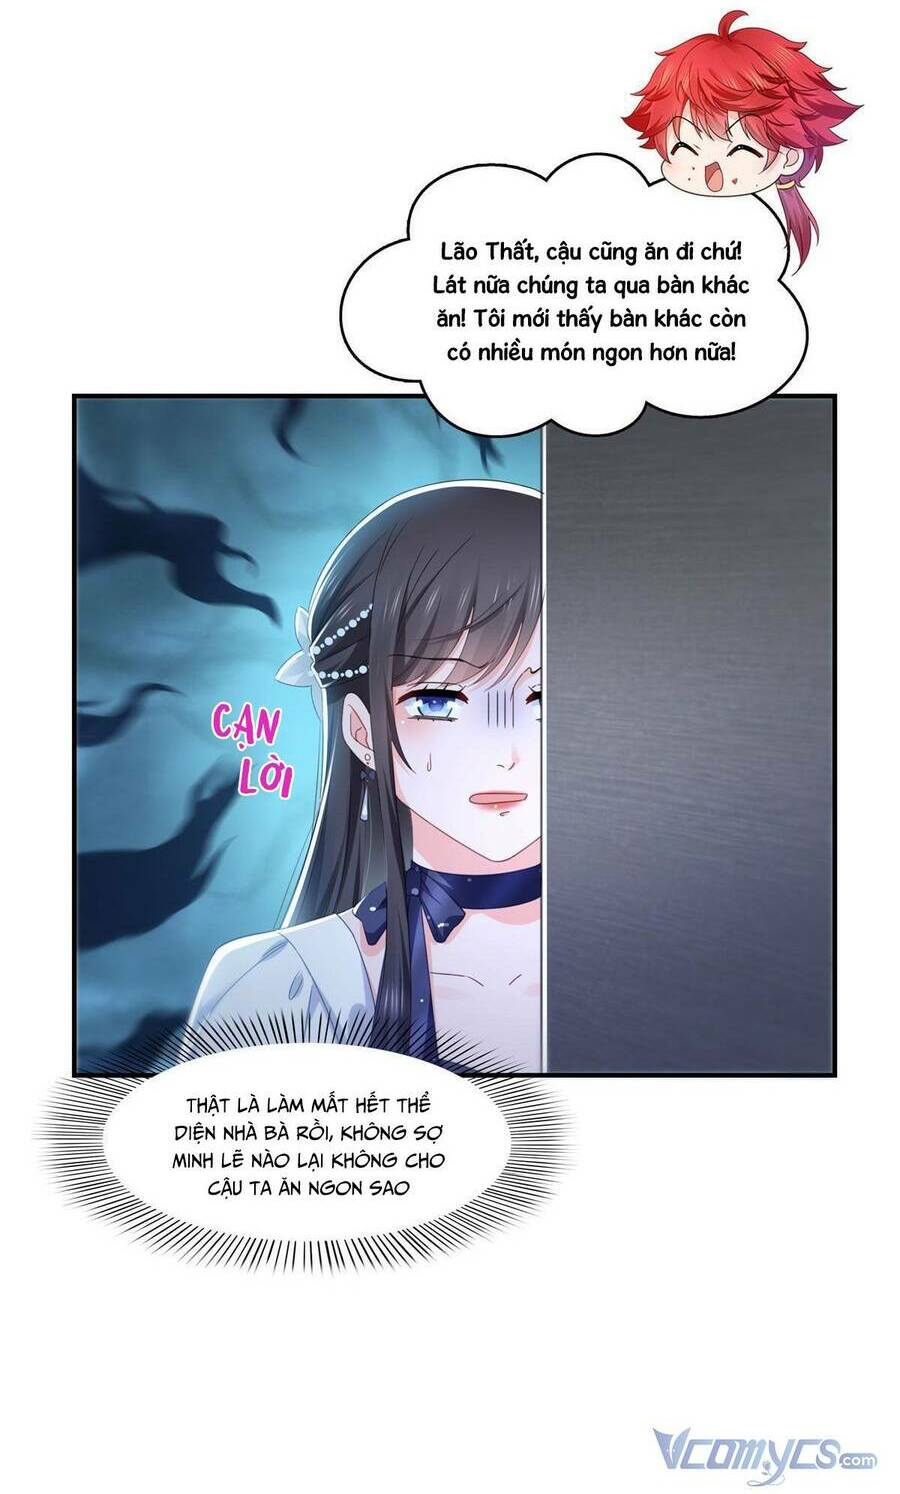 Lão Thất, cậu cũng ăn đi chứ!
Lát nữa chúng ta qua bàn khác
ăn! Tôi mới thấy bàn khác còn
có nhiều món ngon hơn nữa!
CẠN
LỜI
THẬT LÀ LÀM MẤT HẾT THỂ
DIỆN NHÀ BÀ RỒI, KHÔNG SỢ
MINH LẼ NÀO LẠI KHÔNG CHO
CẬU TA ĂN NGON SAO
VCOMYCS.com